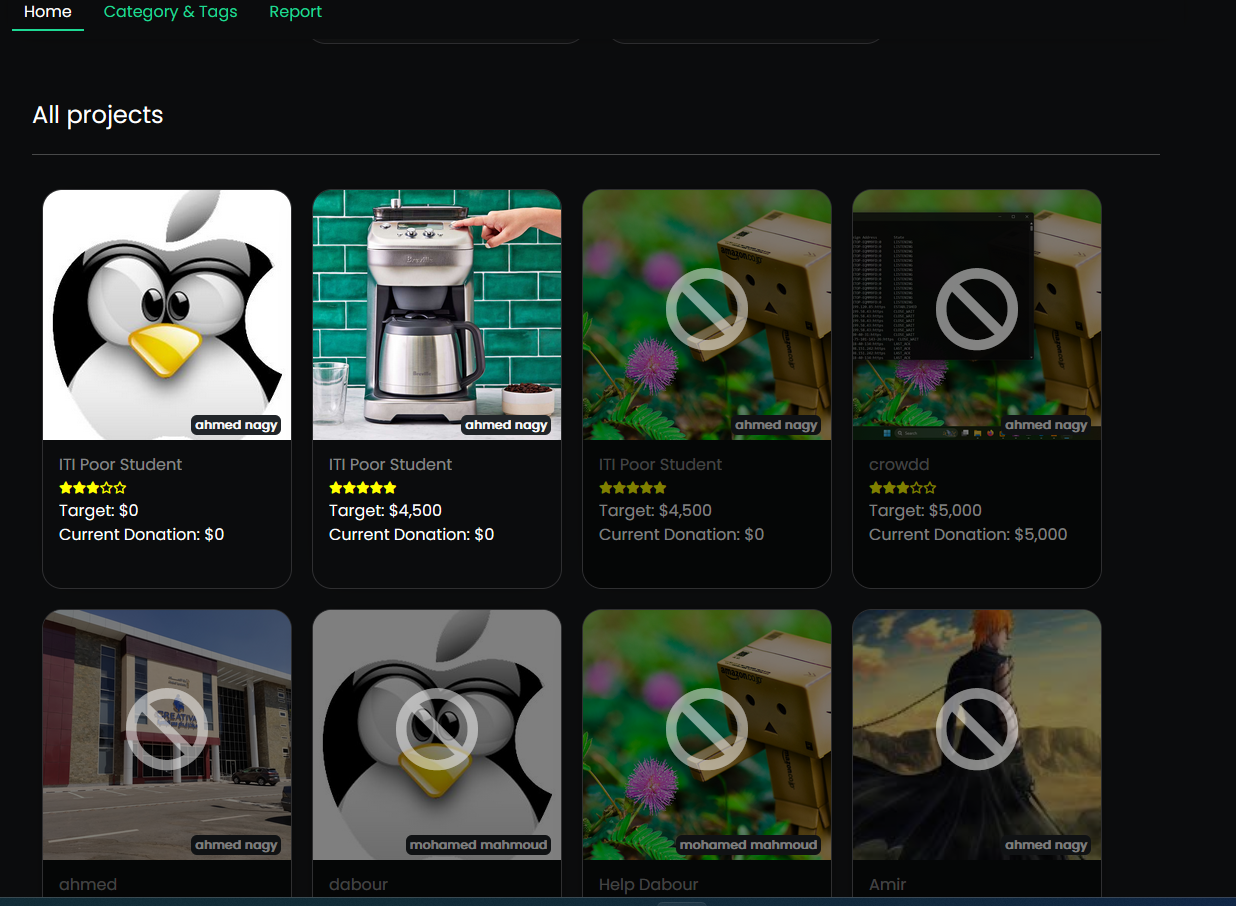 Home Category & Tags Report
All projects
ahmed nagy
ITI Poor Student
Target: $0
Current Donation: $0
ahmed nagy
ITI Poor Student
Target: $4,500
Current Donation: $0
ahmed nagy
ITI Poor Student
Target: $4,500
Current Donation: $0
ahmed nagy
crowdd
Target: $5,000
Current Donation: $5,000
CREATIVA
ahmed nagy
ahmed
mohamed mahmoud
dabour
mohamed mahmoud
Help Dabour
ahmed nagy
Amir